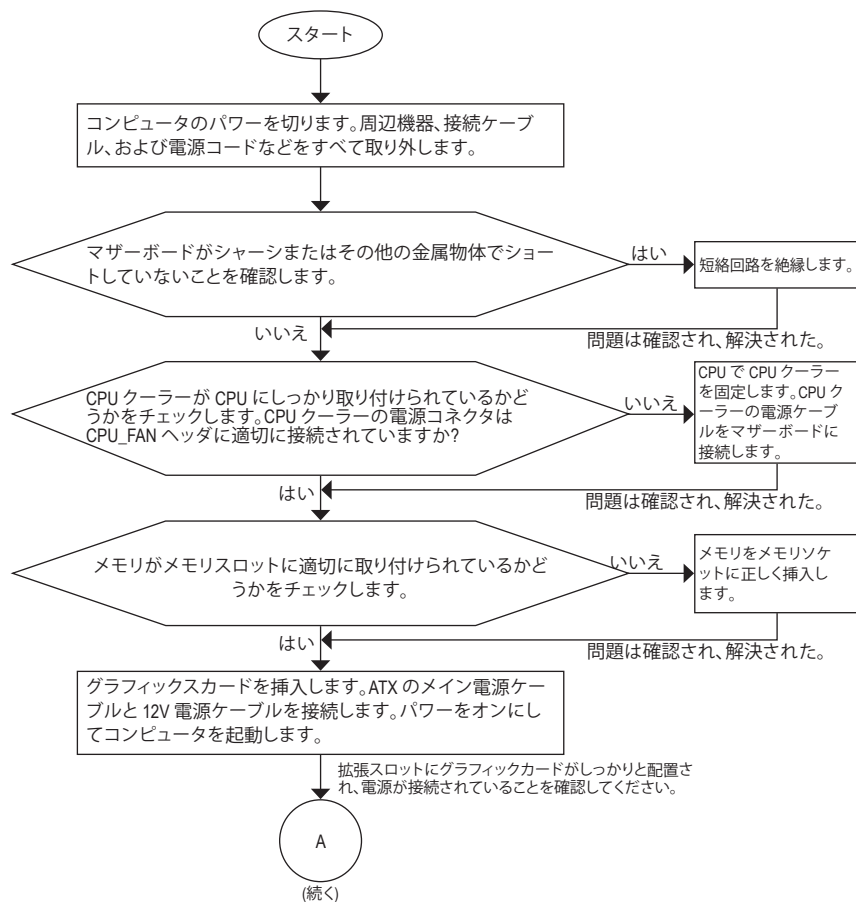 スタート
コンピュータのパワーを切ります。周辺機器、接続ケーブ
ル、および電源コードなどをすべて取り外します。
マザーボードがシャーシまたはその他の金属物体でショー
トしていないことを確認します。
はい
短絡回路を絶縁します。
いいえ
問題は確認され、解決された。
CPU クーラーが CPU にしっかり取り付けられているかど
うかをチェックします。CPU クーラーの電源コネクタは
CPU_FAN ヘッダに適切に接続されていますか?
いいえ
CPU で CPU クーラー
を固定します。CPU ク
ーラーの電源ケーブ
ルをマザーボードに
接続します。
はい
問題は確認され、解決された。
メモリがメモリスロットに適切に取り付けられているかど
うかをチェックします。
いいえ
メモリをメモリソケ
ットに正しく挿入し
ます。
はい
問題は確認され、解決された。
グラフィックスカードを挿入します。ATX のメイン電源ケー
ブルと 12V 電源ケーブルを接続します。パワーをオンにし
てコンピュータを起動します。
拡張スロットにグラフィックカードがしっかりと配置さ
れ、電源が接続されていることを確認してください。
A
(続く)